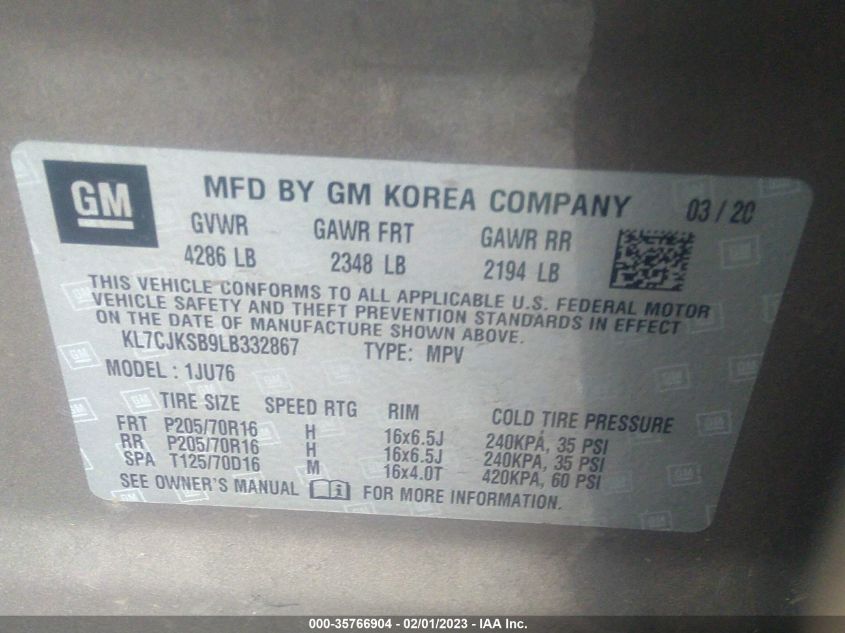 GM
MFD BY GM KOREA COMPANY 03 / 20
GVWR GAWR FRT GAWR RR
4286 LB 2348 LB 2194 LB
THIS VEHICLE CONFORMS TO ALL APPLICABLE U.S. FEDERAL MOTOR
VEHICLE SAFETY AND THEFT PREVENTION STANDARDS IN EFFECT
ON THE DATE OF MANUFACTURE SHOWN ABOVE.
KL7CJKSB9LB332867 TYPE: MPV
MODEL : 1JU76
TIRE SIZE SPEED RTG RIM COLD TIRE PRESSURE
FRT P205/70R16 H 16x6.5J 240KPA, 35 PSI
RR P205/70R16 H 16x6.5J 240KPA, 35 PSI
SPA T125/70D16 M 16x4.0T 420KPA, 60 PSI
SEE OWNER'S MANUAL FOR MORE INFORMATION.
000-35766904 - 02/01/2023 - IAA Inc.